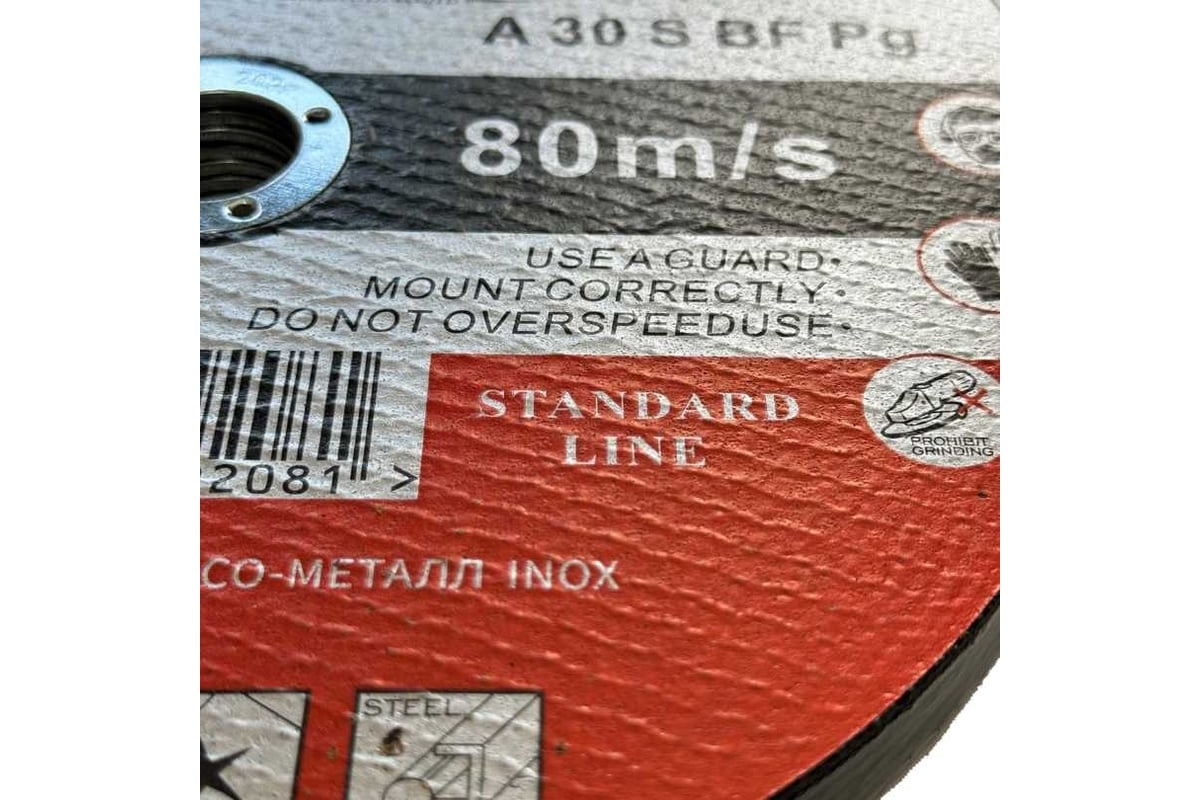 A 30 S BF Pg
80m/s
USE A GUARD•
MOUNT CORRECTLY•
DO NOT OVERSPEEDUSE•
STANDARD
LINE
PROHIBIT
GRINDING
2081 >
СО-МЕТАЛЛ INOX
STEEL